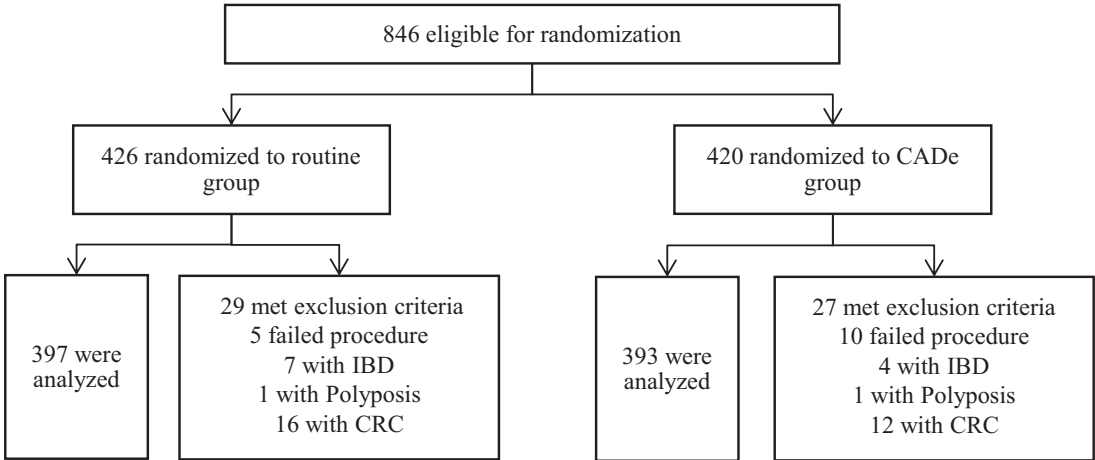 846 eligible for randomization
426 randomized to routine
group
420 randomized to CADe
group
397 were
analyzed
29 met exclusion criteria
5 failed procedure
7 with IBD
1 with Polyposis
16 with CRC
393 were
analyzed
27 met exclusion criteria
10 failed procedure
4 with IBD
1 with Polyposis
12 with CRC